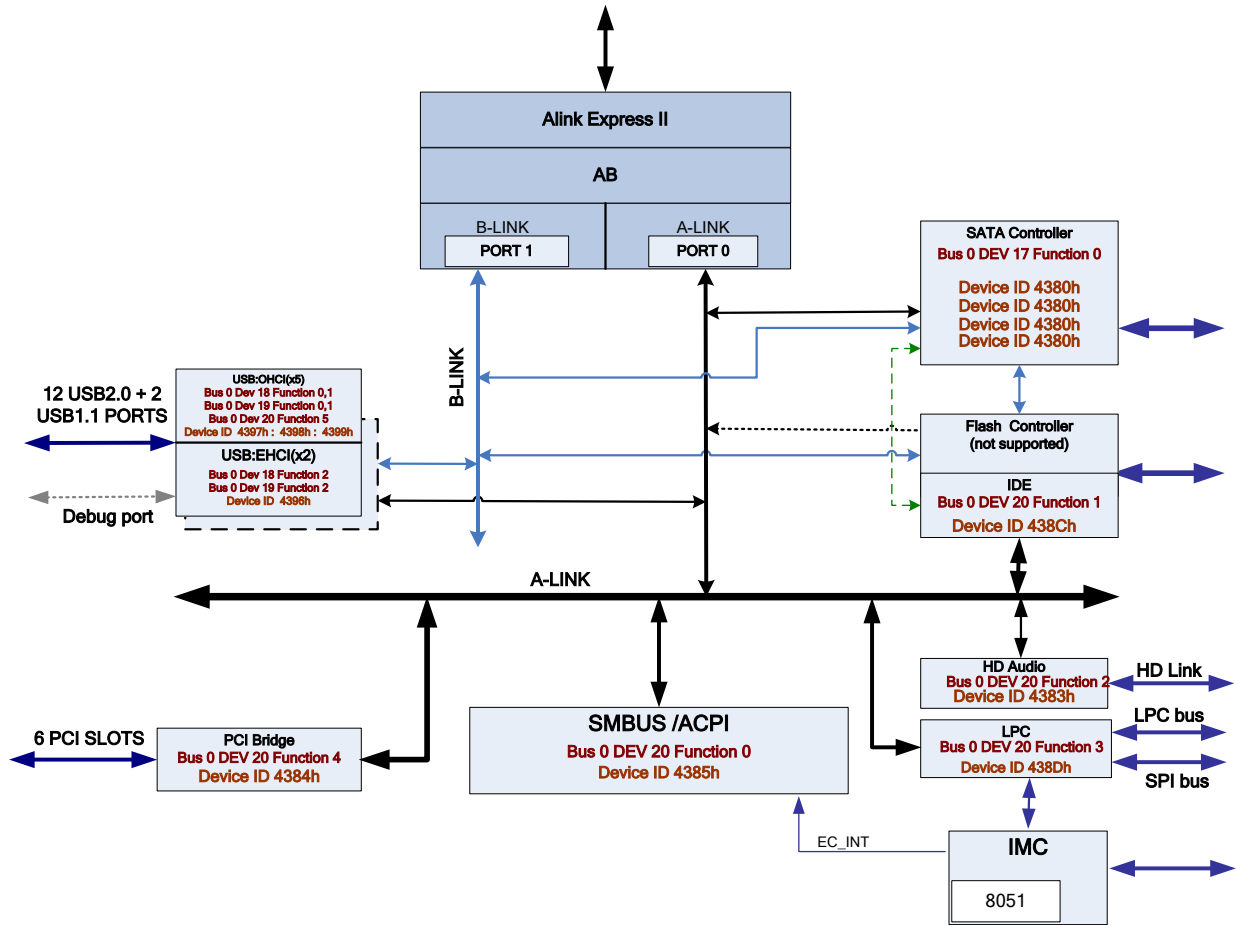 Alink Express II
AB
B-LINK
A-LINK
PORT 1
PORT 0
SATA Controller
Bus 0 DEV 17 Function 0
Device ID 4380h
Device ID 4380h
Device ID 4380h
Device ID 4380h
B-LINK
12 USB2.0 + 2
USB1.1 PORTS
USB:OHCI(x5)
Bus 0 Dev 18 Function 0,1
Bus 0 Dev 19 Function 0,1
Bus 0 Dev 20 Function 5
Device ID 4397h : 4398h : 4399h
USB:EHCI(x2)
Bus 0 Dev 18 Function 2
Bus 0 Dev 19 Function 2
Device ID 4396h
Debug port
Flash Controller
(not supported)
IDE
Bus 0 DEV 20 Function 1
Device ID 438Ch
A-LINK
HD Audio
Bus 0 DEV 20 Function 2
Device ID 4383h
HD Link
6 PCI SLOTS
PCI Bridge
Bus 0 DEV 20 Function 4
Device ID 4384h
SMBUS /ACPI
Bus 0 DEV 20 Function 0
Device ID 4385h
LPC
Bus 0 DEV 20 Function 3
Device ID 438Dh
LPC bus
SPI bus
EC_INT
IMC
8051